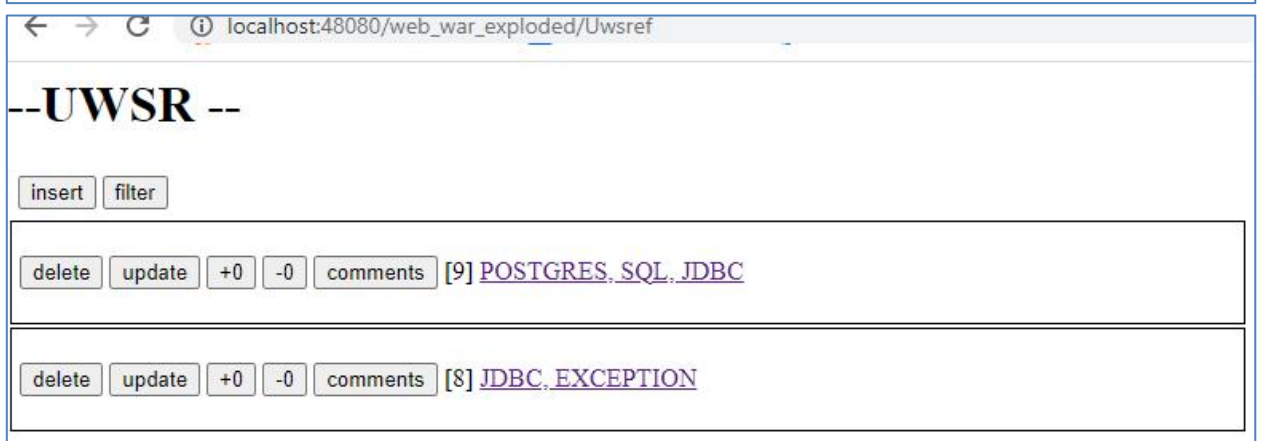 localhost:48080/web_war_exploded/Uwsref
--UWSR --
insert filter
delete update +0 -0 comments [9] POSTGRES, SQL, JDBC
delete update +0 -0 comments [8] JDBC, EXCEPTION